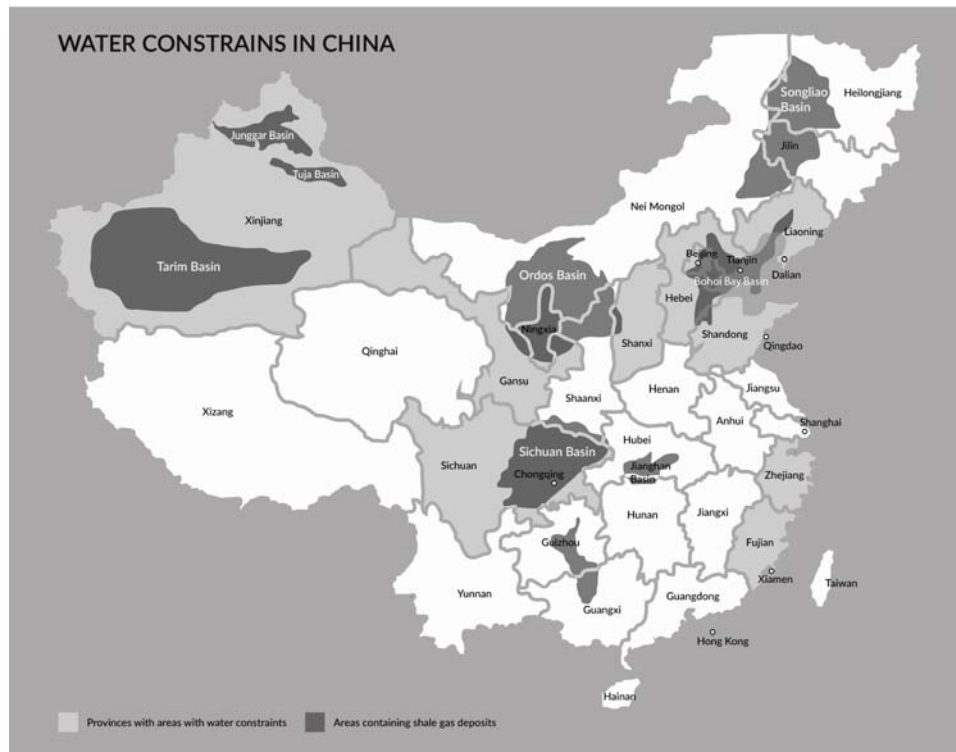 WATER CONSTRAINS IN CHINA
Songliao
Basin
Heilongjiang
Junggar Basin
Jilin
Tuja Basin
Nei Mongol
Xinjiang
Liaoning
Beijing
Tianjin
Tarim Basin
Ordos Basin
Dalian
Bohoi Bay Basin
Hebei
Ningxia
Shandong
Shanxi
Qingdao
Qinghai
Gansu
Henan
Jiangsu
Shaanxi
Xizang
Anhui
Shanghai
Hubei
Sichuan Basin
Sichuan
Jianghan
Basin
Chongqing
Zhejiang
Hunan
Jiangxi
Guizhou
Fujian
Xiamen
Taiwan
Yunnan
Guangdong
Guangxi
Hong Kong
Hainan
Provinces with areas with water constraints
Areas containing shale gas deposits